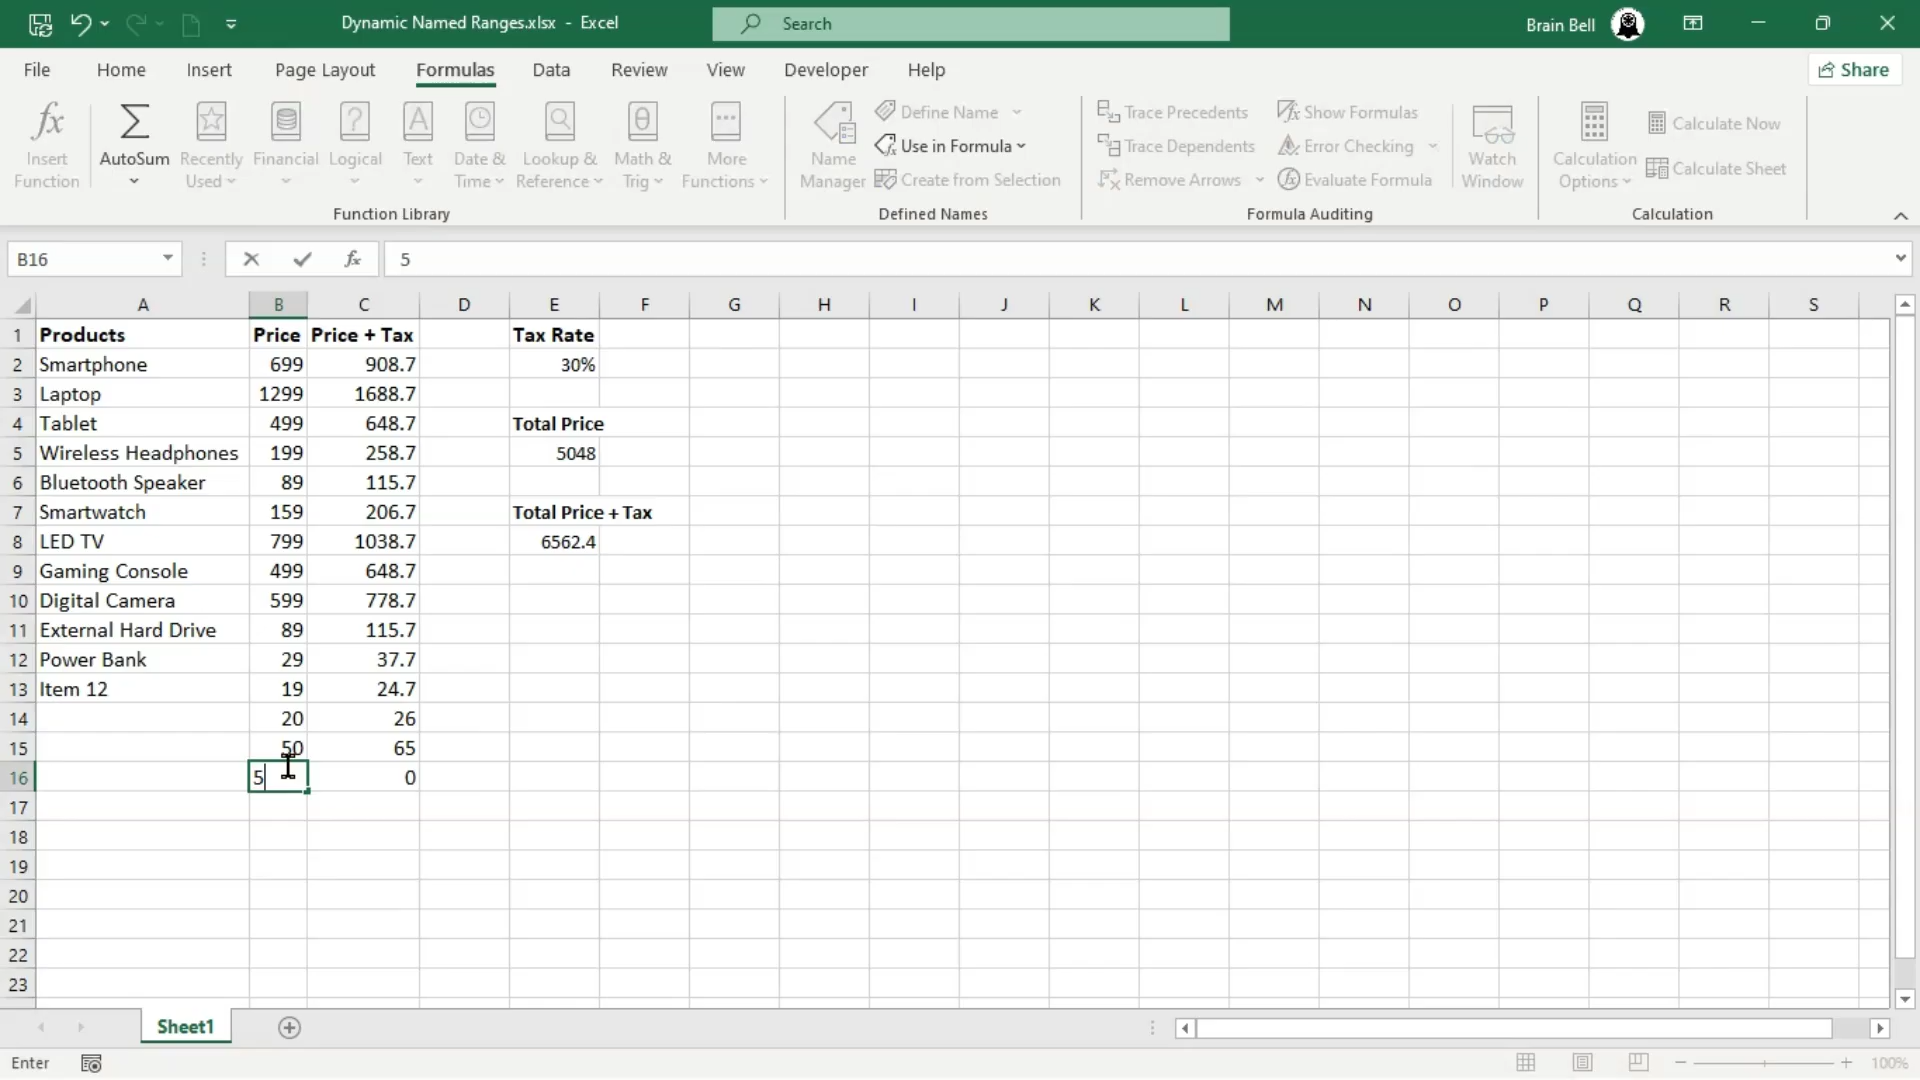 Dynamic Named Ranges.xlsx - Excel
Search
Brain Bell
File Home Insert Page Layout Formulas Data Review View Developer Help
Share
Insert Function
AutoSum
Recently Used
Financial
Logical
Text
Date & Time
Lookup & Reference
Math & Trig
More Functions
Function Library
Name Manager
Define Name
Use in Formula
Create from Selection
Defined Names
Trace Precedents
Trace Dependents
Remove Arrows
Show Formulas
Error Checking
Evaluate Formula
Formula Auditing
Watch Window
Calculation Options
Calculate Now
Calculate Sheet
Calculation
B16
fx
5
A B C D E F G H I J K L M N O P Q R S
1 Products Price Price + Tax Tax Rate
2 Smartphone 699 908.7 30%
3 Laptop 1299 1688.7
4 Tablet 499 648.7 Total Price
5 Wireless Headphones 199 258.7 5048
6 Bluetooth Speaker 89 115.7
7 Smartwatch 159 206.7 Total Price + Tax
8 LED TV 799 1038.7 6562.4
9 Gaming Console 499 648.7
10 Digital Camera 599 778.7
11 External Hard Drive 89 115.7
12 Power Bank 29 37.7
13 Item 12 19 24.7
14 20 26
15 50 65
16 5 0
17
18
19
20
21
22
23
Sheet1
Enter
100%